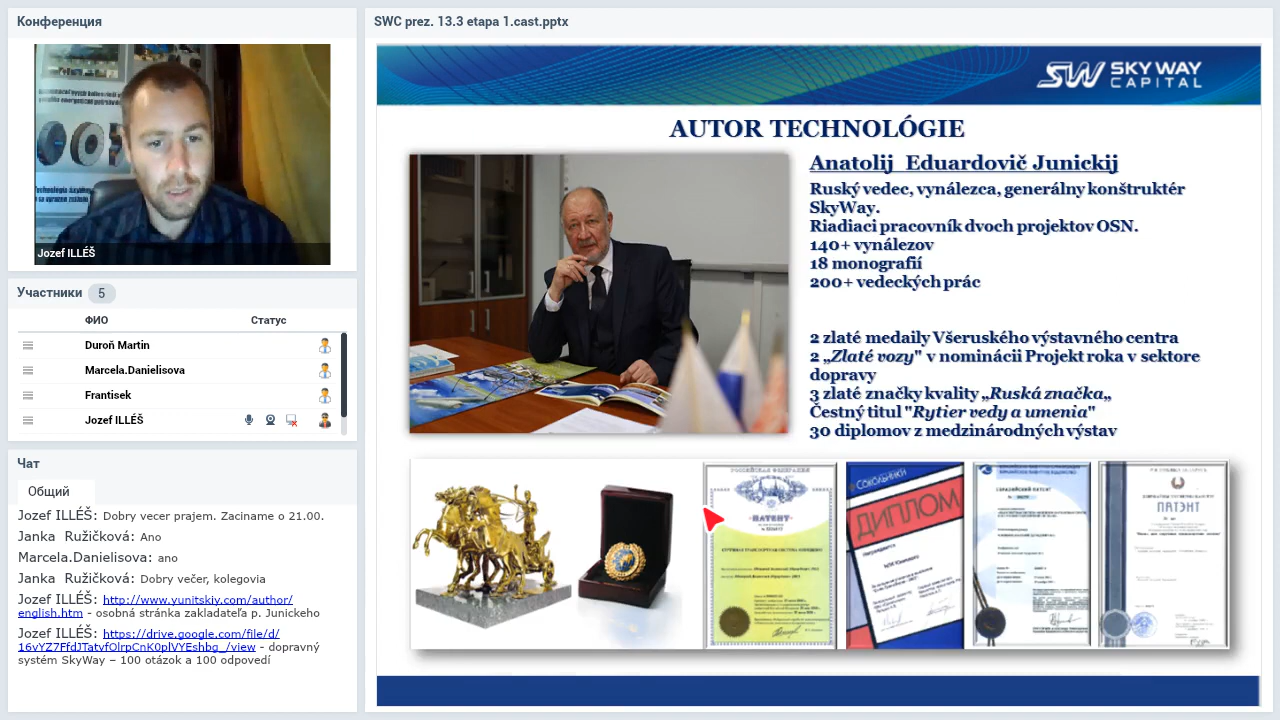 Конференция
Jozef ILLÉŠ
Участники 5
ФИО Статус
Duroň Martin
Marcela.Danielisova
Frantisek
Jozef ILLÉŠ
Чат
Общий
Jozef ILLÉŠ: Dobry vecer prajem. Zaciname o 21.00.
Janka Ružičková: Ano
Marcela.Danielisova: ano
Janka Ružičková: Dobry večer, kolegovia
Jozef ILLÉŠ: http://www.yunitskiy.com/author/
english.htm - osobná stránka zakladateľa p. Junickeho
Jozef ILLÉŠ: https://drive.google.com/file/d/
- dopravný
systém SkyWay – 100 otázok a 100 odpovedí
SWC prez. 13.3 etapa 1.cast.pptx
SW SKY WAY
CAPITAL
AUTOR TECHNOLÓGIE
Anatolij Eduardovič Junickij
Ruský vedec, vynálezca, generálny konštruktér
SkyWay.
Riadiaci pracovník dvoch projektov OSN.
140+ vynálezov
18 monografií
200+ vedeckých prác
2 zlaté medaily Všeruského výstavného centra
2 „Zlaté vozy" v nominácii Projekt roka v sektore
dopravy
3 zlaté značky kvality „Ruská značka„
Čestný titul "Rytier vedy a umenia"
30 diplomov z medzinárodných výstav
РОССИЙСКАЯ ФЕДЕРАЦИЯ
ПАТЕНТ
СОКОЛЬНИКИ
ДИПЛОМ
ЕВРАЗИЙСКИЙ ПАТЕНТ
ПАТЭНТ